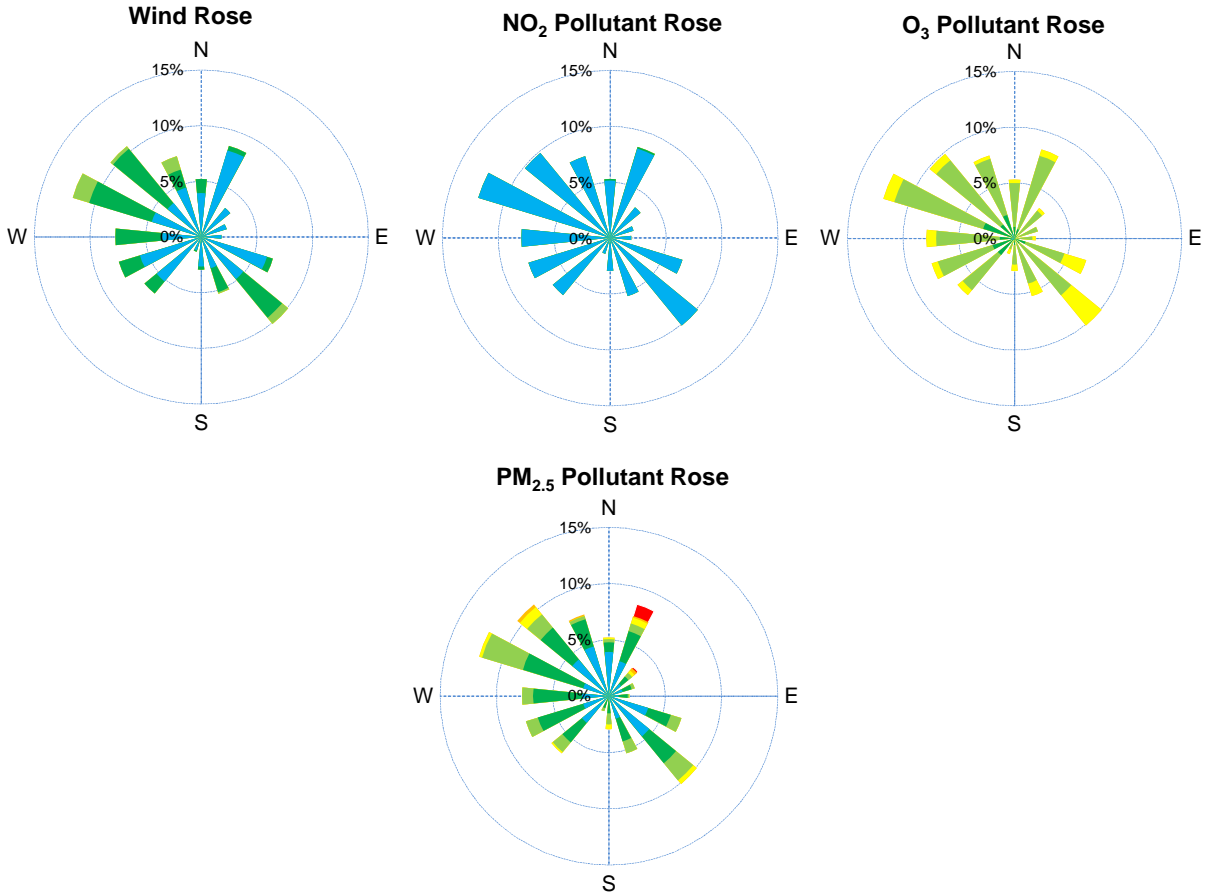 Wind Rose
N
15%
10%
5%
0%
W
E
S
NO₂ Pollutant Rose
N
15%
10%
5%
0%
W
E
S
O₃ Pollutant Rose
N
15%
10%
5%
0%
W
E
S
PM₂.₅ Pollutant Rose
N
15%
10%
5%
0%
W
E
S